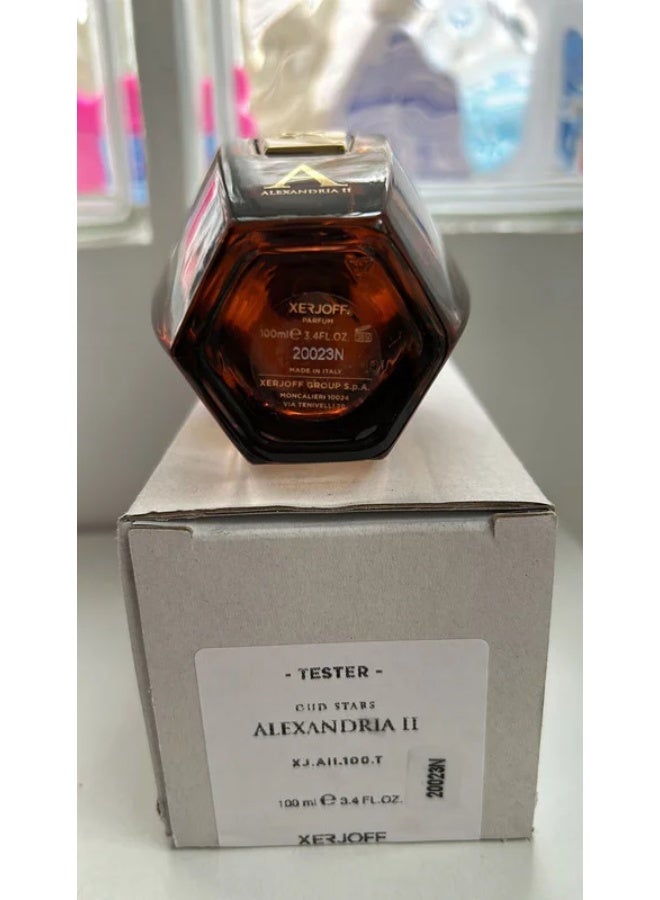 A
ALEXANDRIA II
XERJOFF
PARFUM
100ml e 3.4FL.OZ.
20023N
MADE IN ITALY
XERJOFF GROUP S.p.A.
MONCALIERI 10024
VIA TENIVELLI
- TESTER -
OUD STARS
ALEXANDRIA II
XJ.AII.100.T
20023N
100 ml e 3.4 FL.OZ.
XERJOFF